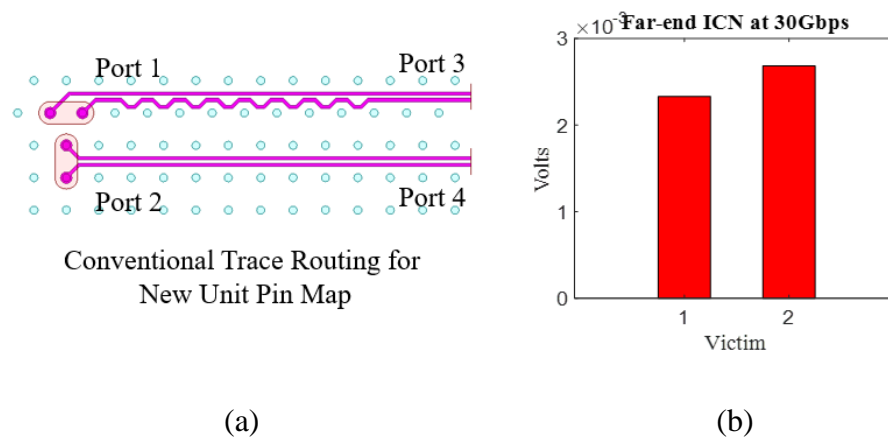 Port 1
Port 3
Port 2
Port 4
Conventional Trace Routing for
New Unit Pin Map
(a)
×10⁻³
Far-end ICN at 30Gbps
3
2
1
0
Volts
1
2
Victim
(b)